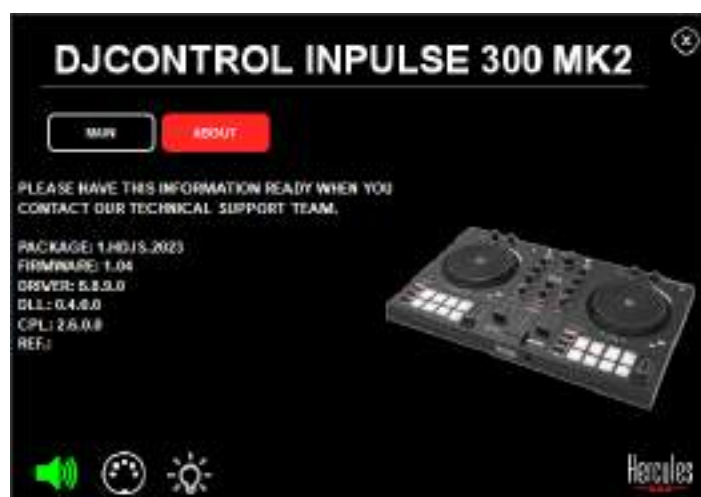 DJCONTROL INPULSE 300 MK2
MAIN
ABOUT
PLEASE HAVE THIS INFORMATION READY WHEN YOU
CONTACT OUR TECHNICAL SUPPORT TEAM.
PACKAGE: 1.HDJS.2023
FIRMWARE: 1.04
DRIVER: 5.8.9.0
DLL: 0.4.0.0
CPL: 2.6.0.0
REF.:
Hercules